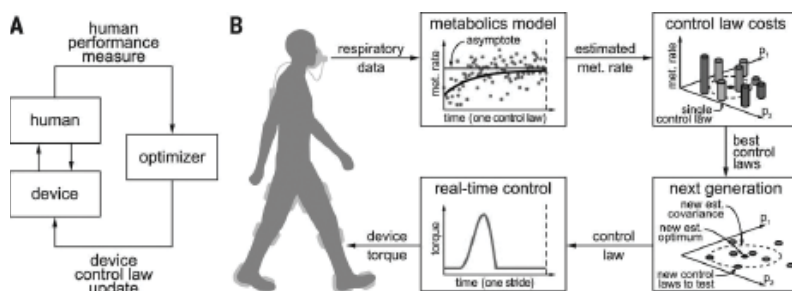 A
human
performance
measure
human
device
optimizer
device
control law
update
B
respiratory
data
metabolics model
asymptote
met. rate
time (one control law)
estimated
met. rate
control law costs
met. rate
p₁
p₂
single
control law
best
control
laws
next generation
new est.
covariance
new est.
optimum
new control
laws to test
p₁
p₂
control
law
real-time control
torque
time (one stride)
device
torque